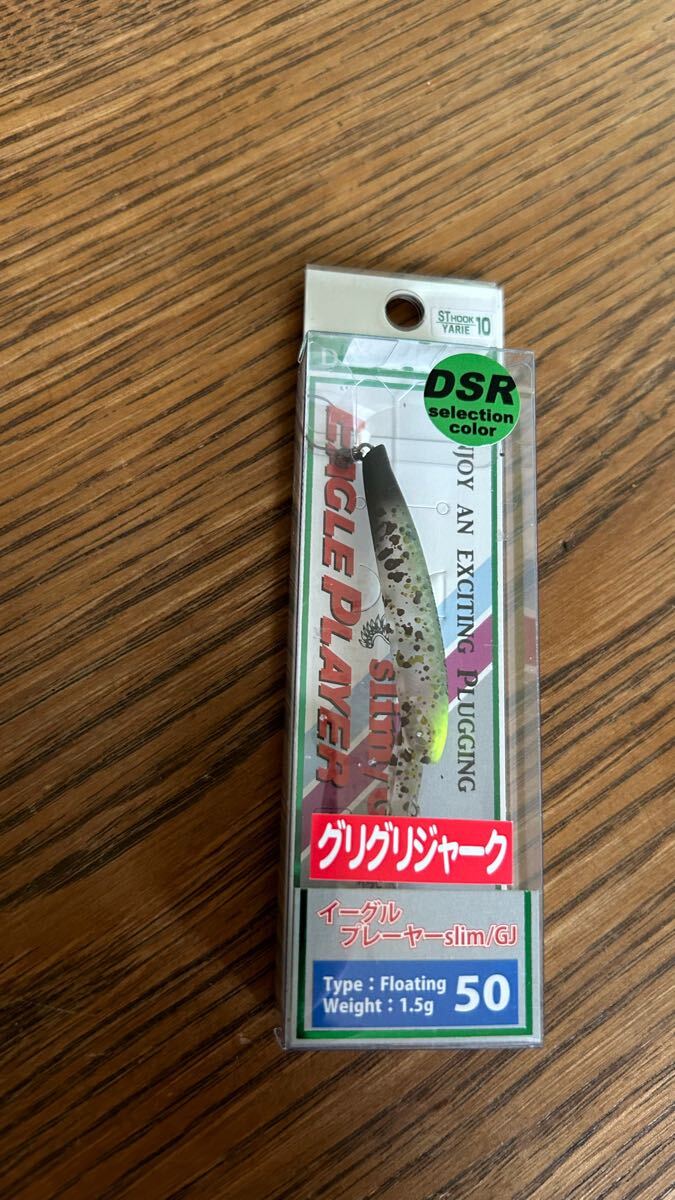 ST HOOK 10
YARIE
D
DSR
selection
color
NJOY AN EXCITING PLUGGING
EAGLE PLAYER
slim/G
グリグリジャーク
イーグル
プレーヤーslim/GJ
Type：Floating
Weight：1.5g
50